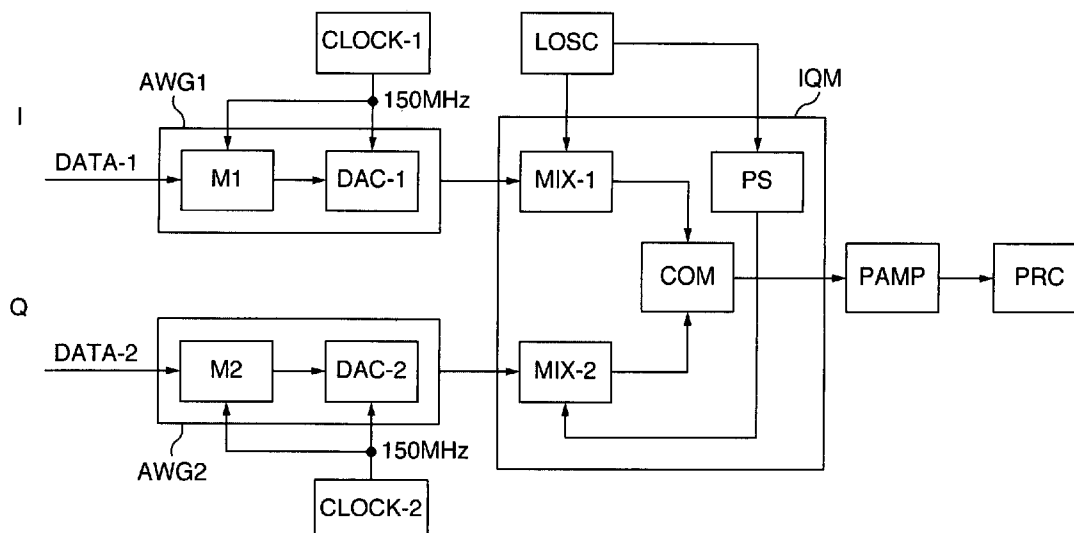 CLOCK-1
LOSC
AWG1
150MHz
IQM
I
DATA-1
M1
DAC-1
MIX-1
PS
COM
PAMP
PRC
Q
DATA-2
M2
DAC-2
MIX-2
150MHz
AWG2
CLOCK-2